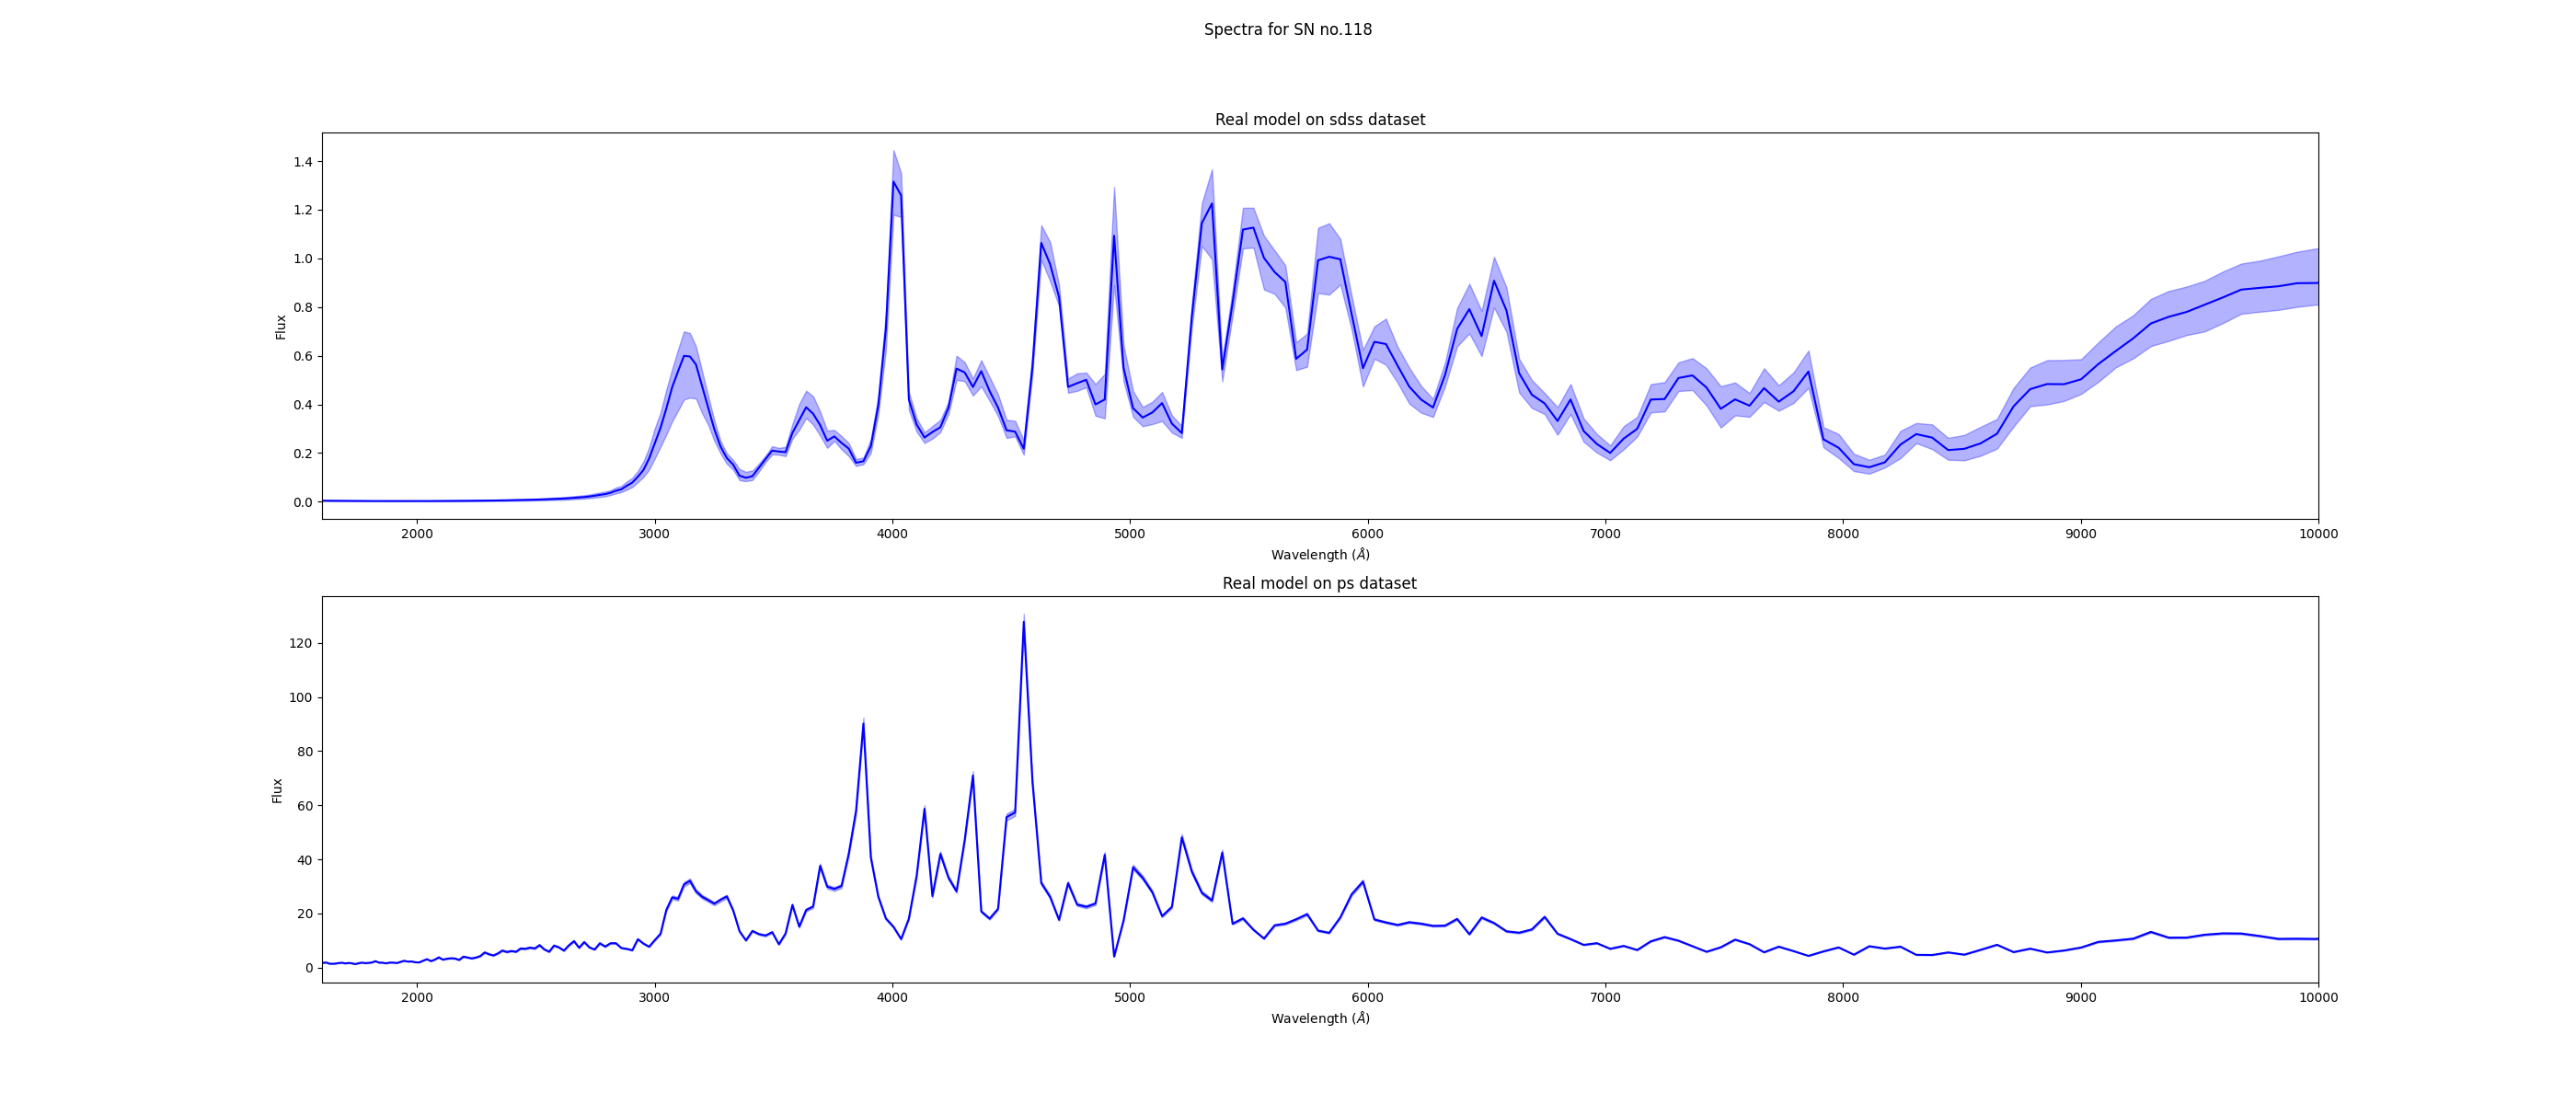 Spectra for SN no.118
Real model on sdss dataset
1.4
1.2
1.0
0.8
0.6
0.4
0.2
0.0
Flux
2000 3000 4000 5000 6000 7000 8000 9000 10000
Wavelength (Å)
Real model on ps dataset
120
100
80
60
40
20
0
Flux
2000 3000 4000 5000 6000 7000 8000 9000 10000
Wavelength (Å)